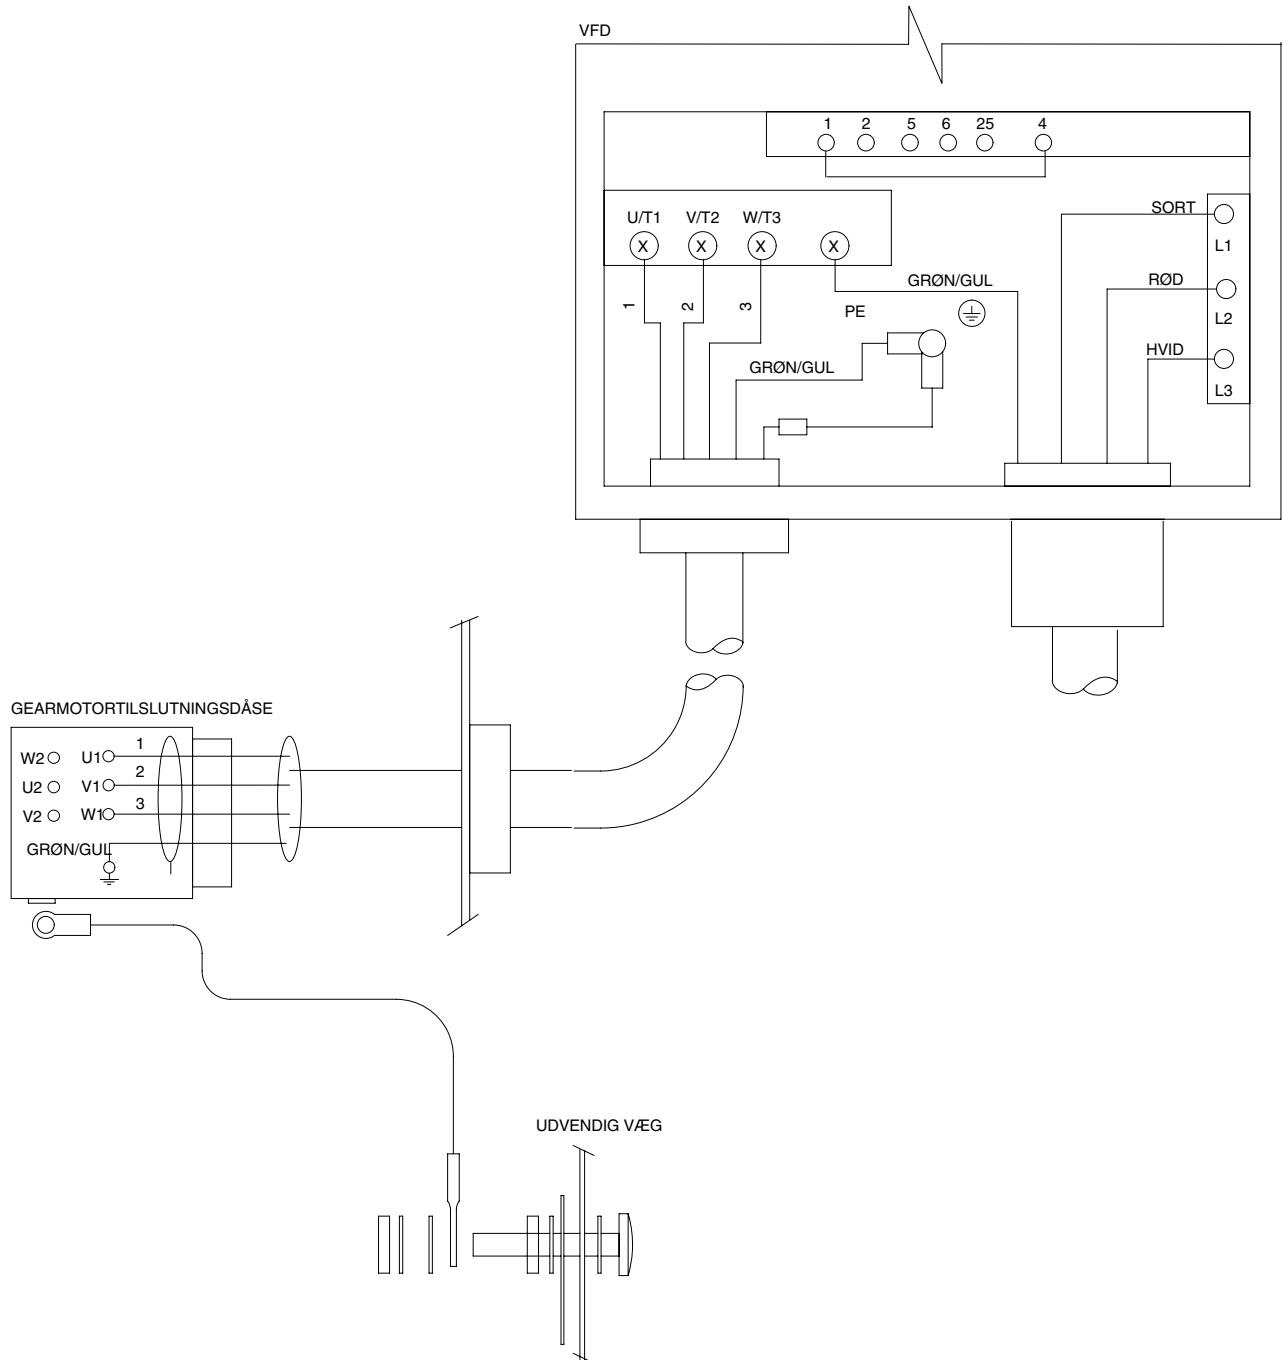 VFD
1 2 5 6 25 4
U/T1 V/T2 W/T3
X X X X
SORT
L1
GRØN/GUL
RØD
1 2 3
PE
L2
HVID
GRØN/GUL
L3
GEARMOTORTILSLUTNINGSDÅSE
W2 U1 1
U2 V1 2
V2 W1 3
GRØN/GUL
UDVENDIG VÆG